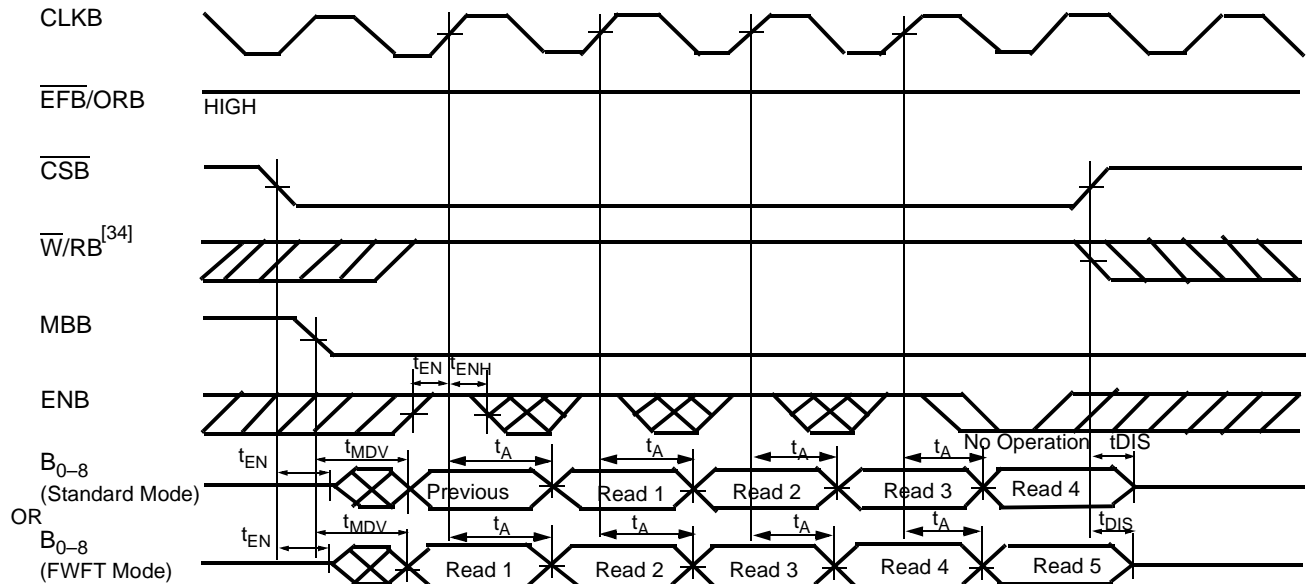 CLKB
EFB/ORB
HIGH
CSB
W/RB[34]
MBB
tEN tENH
ENB
No Operation tDIS
tEN tMDV tA tA tA tA
B0–8
(Standard Mode)
Previous Read 1 Read 2 Read 3 Read 4
OR
tEN tMDV tA tA tA tA tDIS
B0–8
(FWFT Mode)
Read 1 Read 2 Read 3 Read 4 Read 5